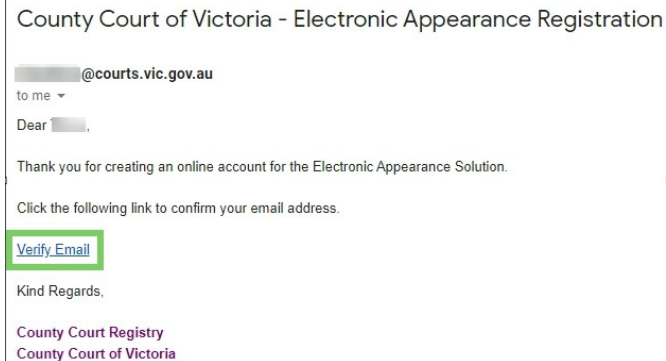 County Court of Victoria - Electronic Appearance Registration
@courts.vic.gov.au
to me
Dear ,
Thank you for creating an online account for the Electronic Appearance Solution.
Click the following link to confirm your email address.
Verify Email
Kind Regards,
County Court Registry
County Court of Victoria